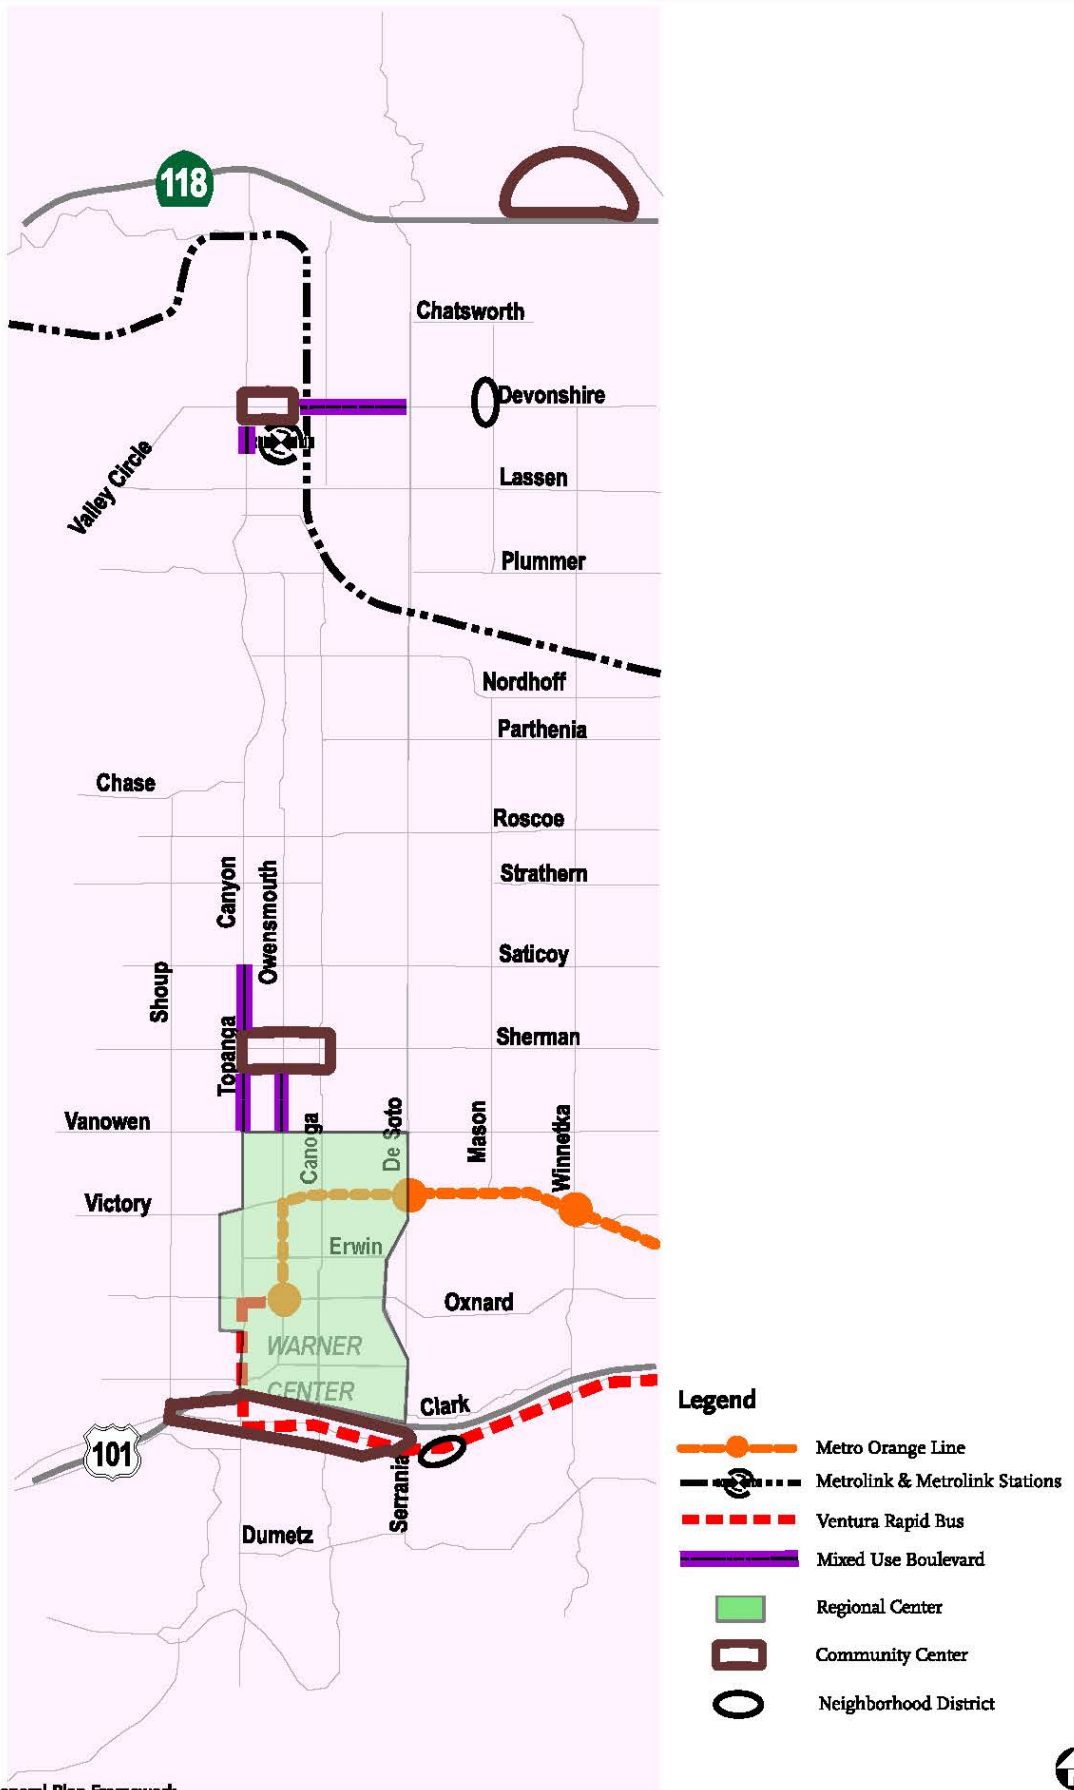 118
Chatsworth
Devonshire
Valley Circle
Lassen
Plummer
Nordhoff
Parthenia
Chase
Roscoe
Strathern
Canyon
Owensmouth
Saticoy
Shoup
Topanga
Sherman
Vanowen
Canoga
De Soto
Mason
Winnetka
Victory
Erwin
Oxnard
WARNER
CENTER
Clark
101
Serrania
Dumetz
Legend
Metro Orange Line
Metrolink & Metrolink Stations
Ventura Rapid Bus
Mixed Use Boulevard
Regional Center
Community Center
Neighborhood District